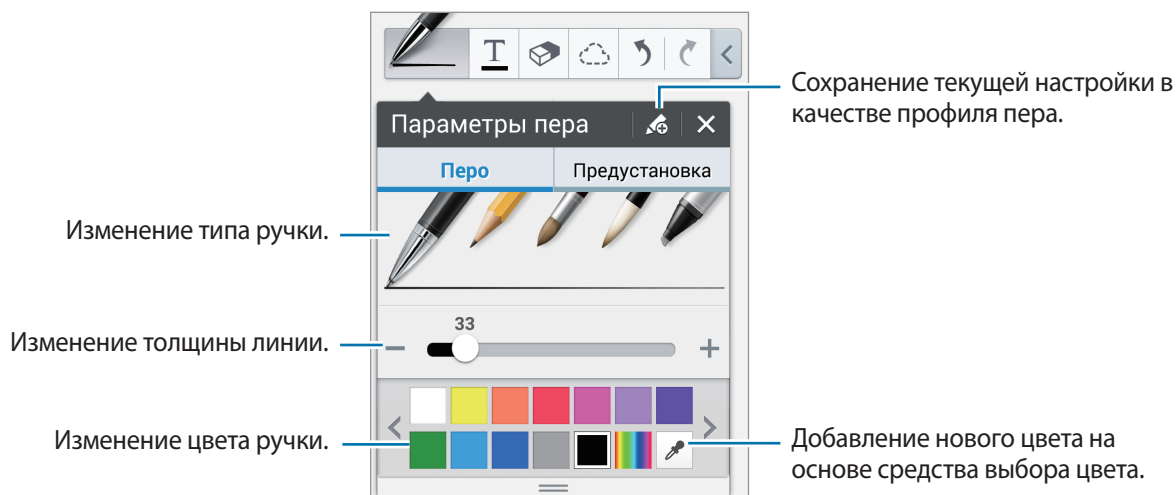 T
Сохранение текущей настройки в
качестве профиля пера.
Параметры пера
Перо
Предустановка
Изменение типа ручки.
33
Изменение толщины линии.
Изменение цвета ручки.
Добавление нового цвета на
основе средства выбора цвета.